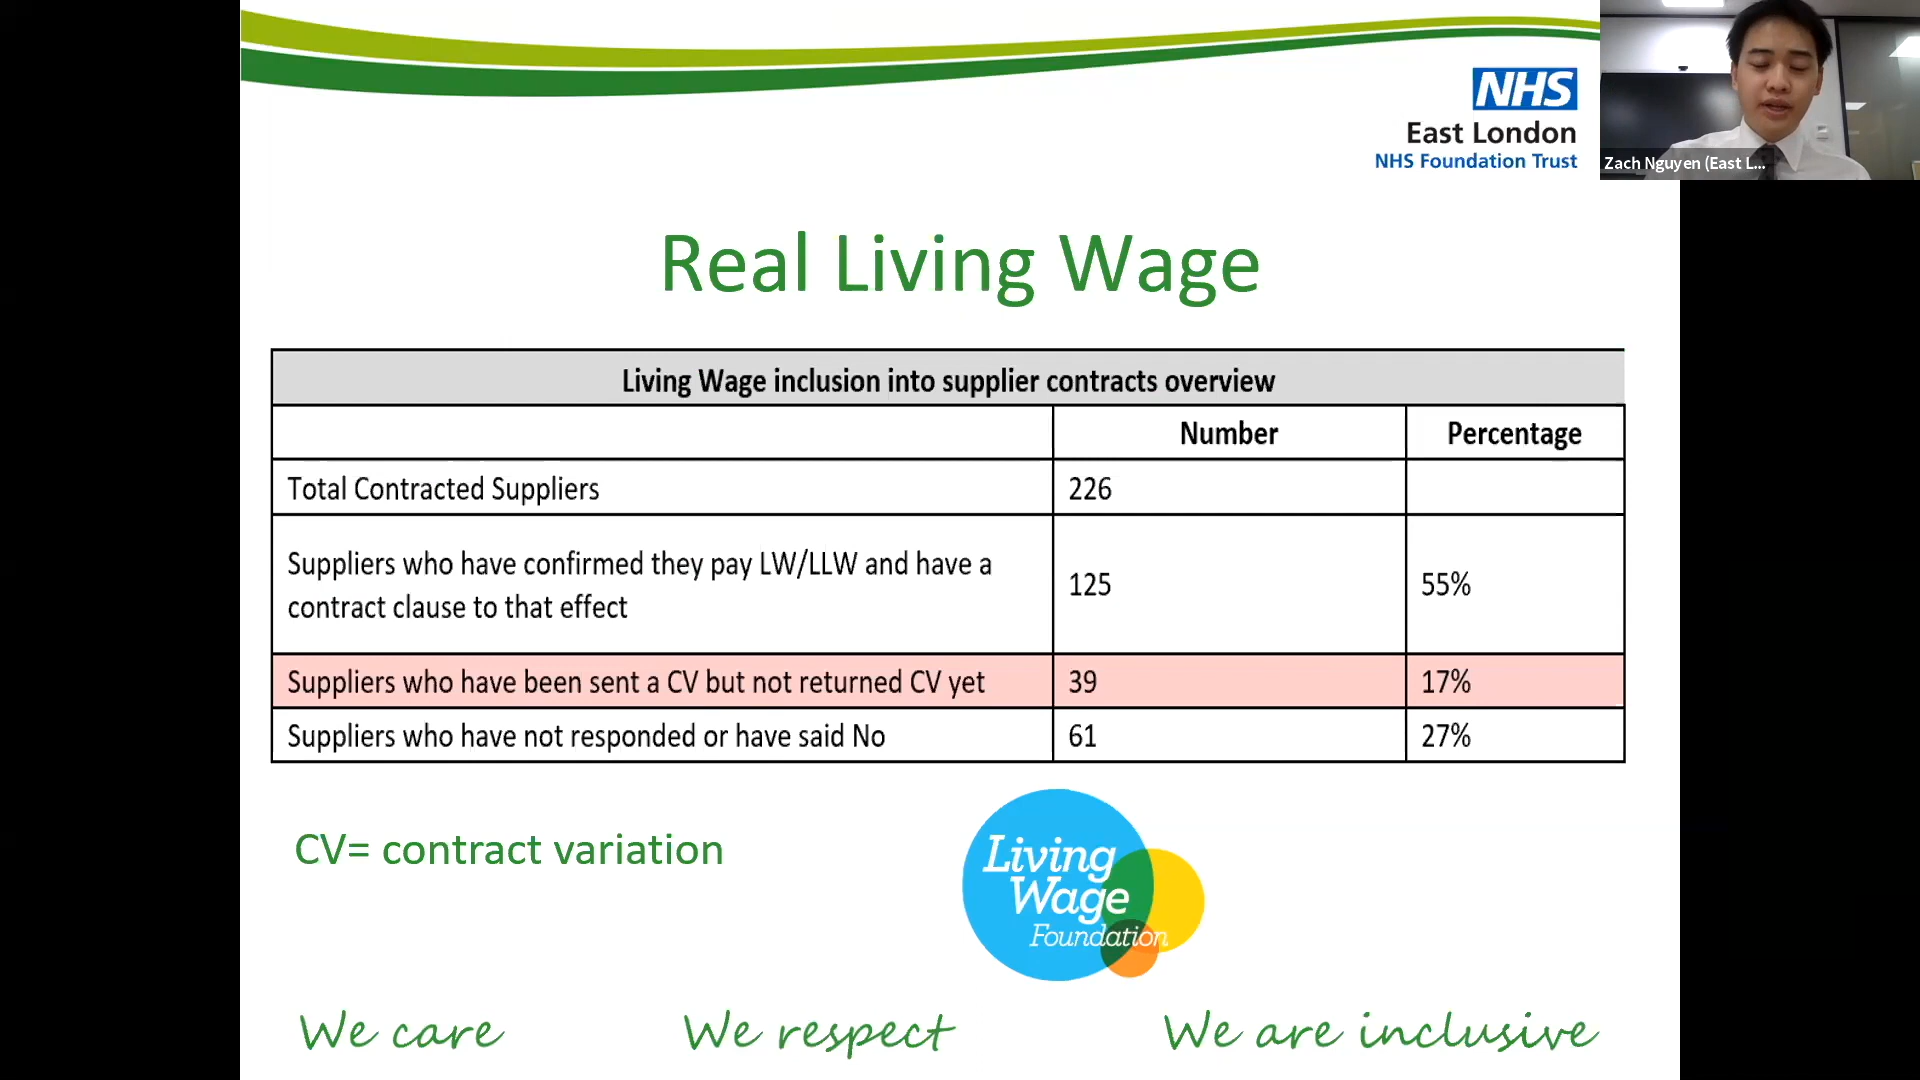 NHS
East London
NHS Foundation Trust
Zach Nguyen (East L...
Real Living Wage
Living Wage inclusion into supplier contracts overview
Number Percentage
Total Contracted Suppliers 226
Suppliers who have confirmed they pay LW/LLW and have a
contract clause to that effect 125 55%
Suppliers who have been sent a CV but not returned CV yet 39 17%
Suppliers who have not responded or have said No 61 27%
CV= contract variation
Living
Wage
Foundation
We care We respect We are inclusive